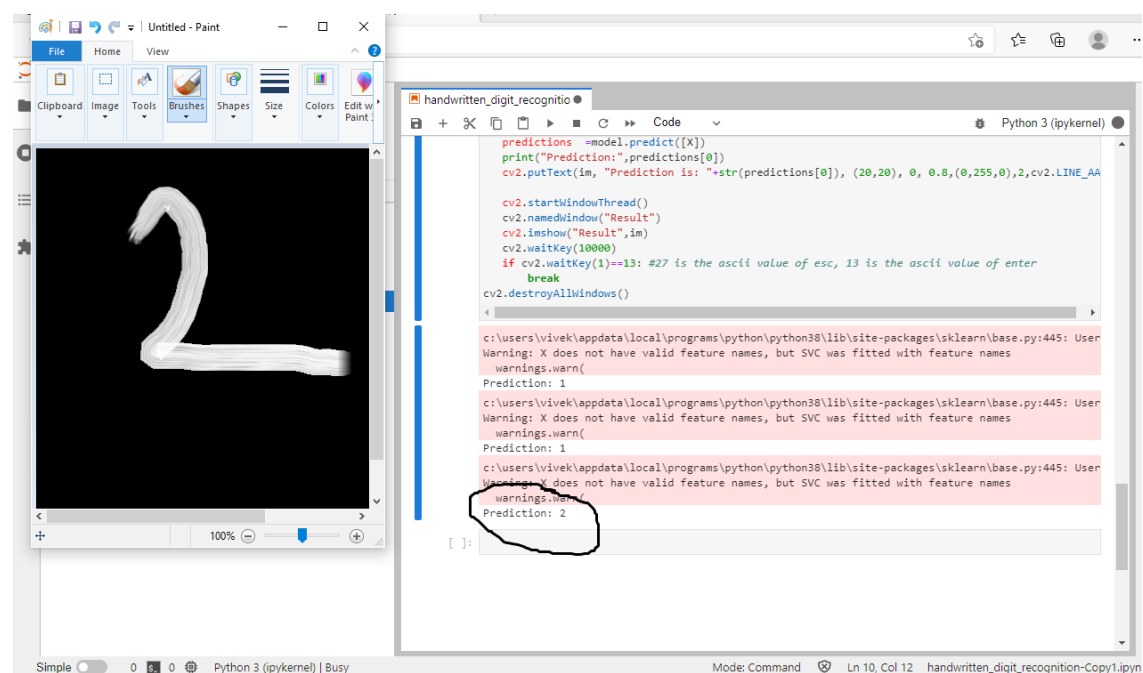 Untitled - Paint
File Home View
Clipboard Image Tools Brushes Shapes Size Colors Edit w
Paint
2
handwritten_digit_recognitio
Code Python 3 (ipykernel)
predictions =model.predict([X])
print("Prediction:",predictions[0])
cv2.putText(im, "Prediction is: "+str(predictions[0]), (20,20), 0, 0.8,(0,255,0),2,cv2.LINE_AA
cv2.startWindowThread()
cv2.namedWindow("Result")
cv2.imshow("Result",im)
cv2.waitKey(10000)
if cv2.waitKey(1)==13: #27 is the ascii value of esc, 13 is the ascii value of enter
break
cv2.destroyAllWindows()
c:\users\vivek\appdata\local\programs\python\python38\lib\site-packages\sklearn\base.py:445: User
Warning: X does not have valid feature names, but SVC was fitted with feature names
warnings.warn(
Prediction: 1
c:\users\vivek\appdata\local\programs\python\python38\lib\site-packages\sklearn\base.py:445: User
Warning: X does not have valid feature names, but SVC was fitted with feature names
warnings.warn(
Prediction: 1
c:\users\vivek\appdata\local\programs\python\python38\lib\site-packages\sklearn\base.py:445: User
Warning: X does not have valid feature names, but SVC was fitted with feature names
warnings.warn(
Prediction: 2
[ ]:
100%
Simple 0 0 Python 3 (ipykernel) | Busy Mode: Command Ln 10, Col 12 handwritten_digit_recognition-Copy1.ipyn